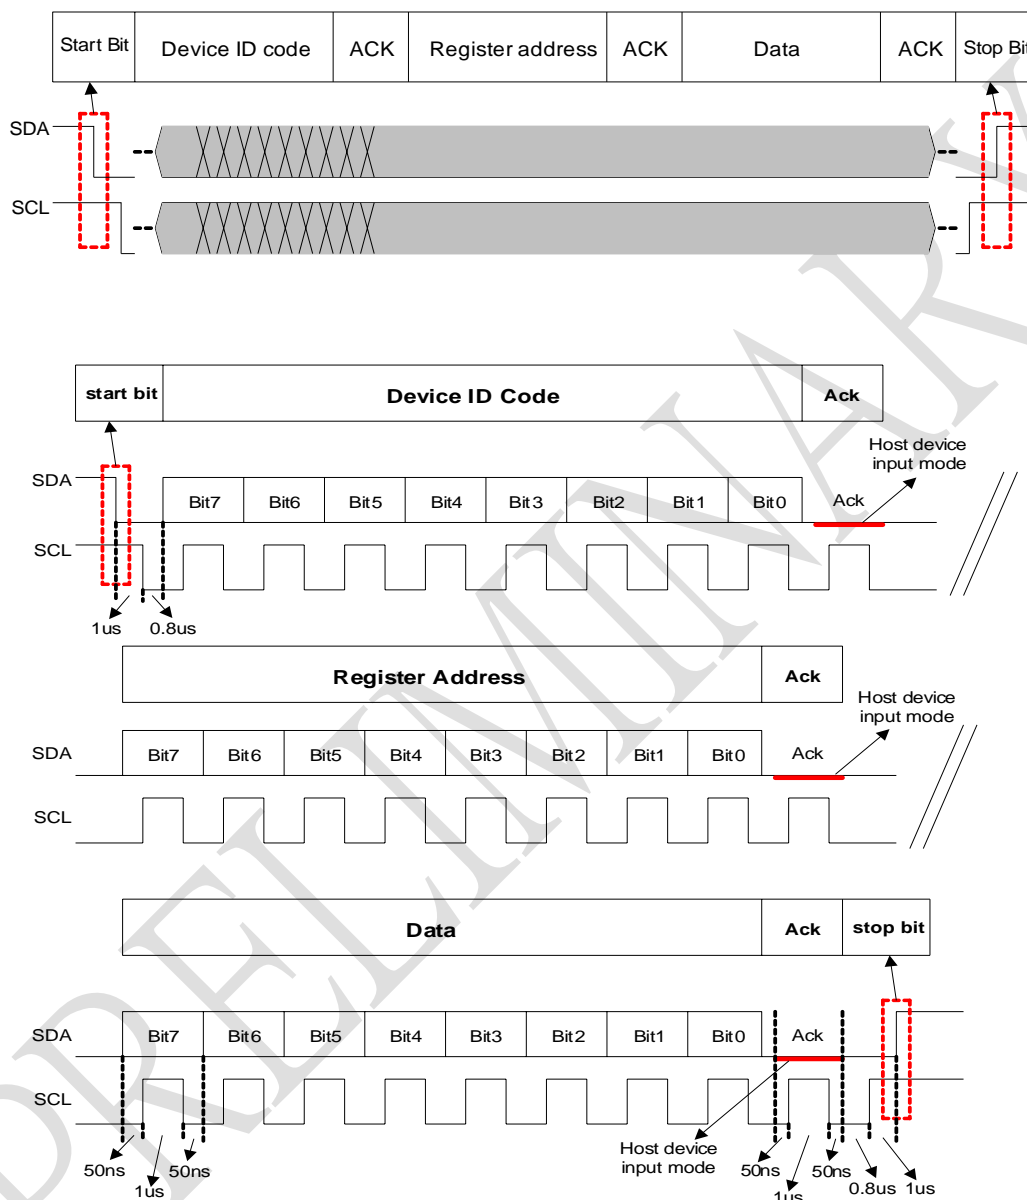 Start Bit Device ID code ACK Register address ACK Data ACK Stop Bit
SDA
SCL
start bit Device ID Code Ack
Host device
input mode
SDA Bit7 Bit6 Bit5 Bit4 Bit3 Bit2 Bit1 Bit0 Ack
SCL
1us 0.8us
Register Address Ack
Host device
input mode
SDA Bit7 Bit6 Bit5 Bit4 Bit3 Bit2 Bit1 Bit0 Ack
SCL
Data Ack stop bit
SDA Bit7 Bit6 Bit5 Bit4 Bit3 Bit2 Bit1 Bit0 Ack
SCL
Host device
input mode
50ns 1us 50ns 50ns 1us 50ns 0.8us 1us
PRELIMINARY